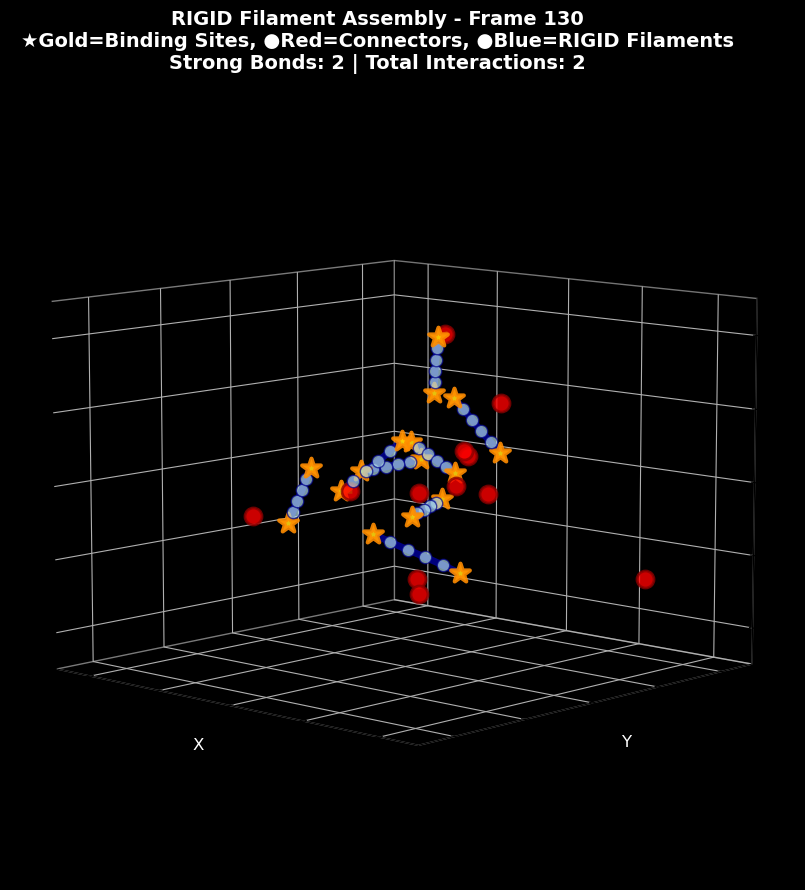 RIGID Filament Assembly - Frame 130
★Gold=Binding Sites, ●Red=Connectors, ●Blue=RIGID Filaments
Strong Bonds: 2 | Total Interactions: 2
X
Y